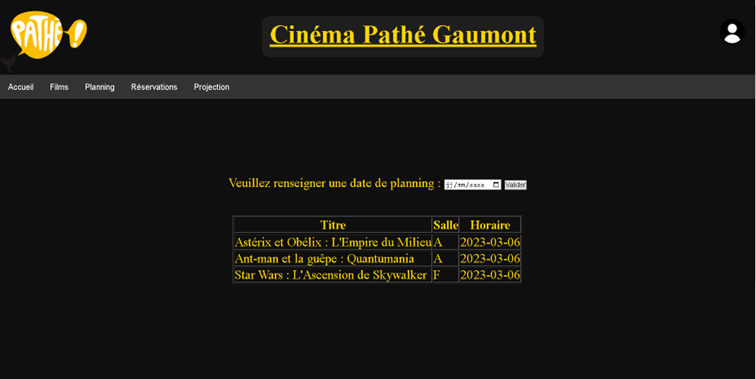 PATHÉ!
Cinéma Pathé Gaumont
Accueil Films Planning Réservations Projection
Veuillez renseigner une date de planning : jj/mm/aaaa Valider
Titre Salle Horaire
Astérix et Obélix : L'Empire du Milieu A 2023-03-06
Ant-man et la guêpe : Quantumania A 2023-03-06
Star Wars : L'Ascension de Skywalker F 2023-03-06